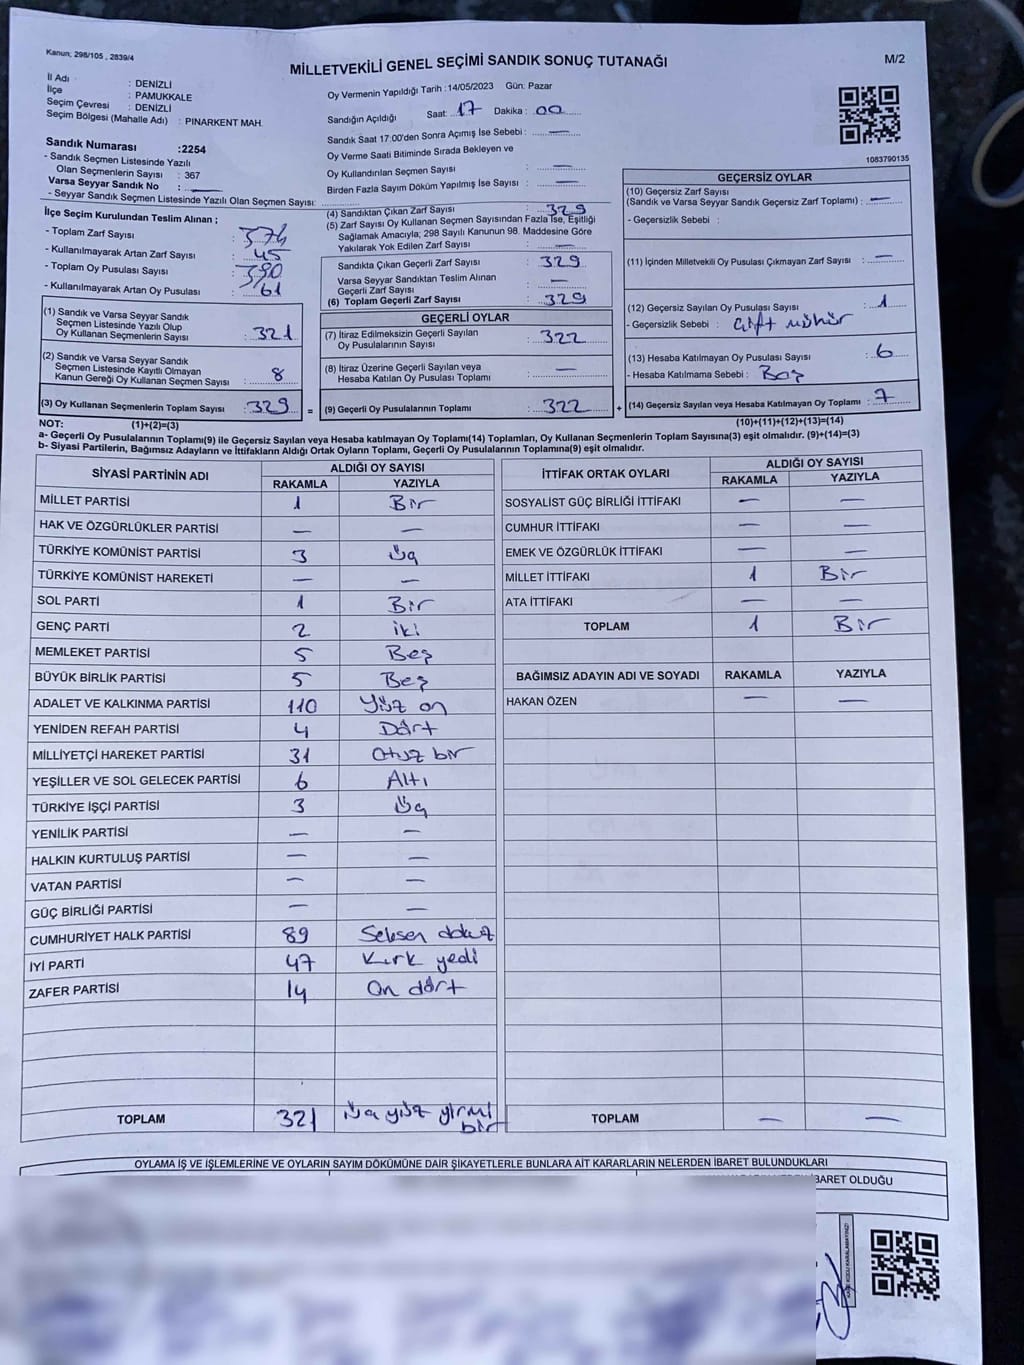 Kanun; 298/105 , 2839/4
MİLLETVEKİLİ GENEL SEÇİMİ SANDIK SONUÇ TUTANAĞI
M/2
İl Adı : DENİZLİ
İlçe : PAMUKKALE
Seçim Çevresi : DENİZLİ
Seçim Bölgesi (Mahalle Adı) : PINARKENT MAH.
Sandık Numarası :2254
- Sandık Seçmen Listesinde Yazılı
Olan Seçmenlerin Sayısı : 367
Varsa Seyyar Sandık No : —
- Seyyar Sandık Seçmen Listesinde Yazılı Olan Seçmen Sayısı:
Oy Vermenin Yapıldığı Tarih :14/05/2023 Gün: Pazar
Sandığın Açıldığı Saat: 17 Dakika : 00
Sandık Saat 17:00'den Sonra Açımış İse Sebebi : —
Oy Verme Saati Bitiminde Sırada Bekleyen ve
Oy Kullandırılan Seçmen Sayısı : —
Birden Fazla Sayım Döküm Yapılmış İse Sayısı : —
1083790135
İlçe Seçim Kurulundan Teslim Alınan ;
- Toplam Zarf Sayısı : 374
- Kullanılmayarak Artan Zarf Sayısı : 45
- Toplam Oy Pusulası Sayısı : 390
- Kullanılmayarak Artan Oy Pusulası : 61
(1) Sandık ve Varsa Seyyar Sandık
Seçmen Listesinde Yazılı Olup
Oy Kullanan Seçmenlerin Sayısı : 321
(2) Sandık ve Varsa Seyyar Sandık
Seçmen Listesinde Kayıtlı Olmayan
Kanun Gereği Oy Kullanan Seçmen Sayısı : 8
(3) Oy Kullanan Seçmenlerin Toplam Sayısı : 329 =
(4) Sandıktan Çıkan Zarf Sayısı : 329
(5) Zarf Sayısı Oy Kullanan Seçmen Sayısından Fazla İse, Eşitliği
Sağlamak Amacıyla; 298 Sayılı Kanunun 98. Maddesine Göre
Yakılarak Yok Edilen Zarf Sayısı : —
Sandıkta Çıkan Geçerli Zarf Sayısı : 329
Varsa Seyyar Sandıktan Teslim Alınan
Geçerli Zarf Sayısı : —
(6) Toplam Geçerli Zarf Sayısı : 329
GEÇERLİ OYLAR
(7) İtiraz Edilmeksizin Geçerli Sayılan
Oy Pusulalarının Sayısı : 322
(8) İtiraz Üzerine Geçerli Sayılan veya
Hesaba Katılan Oy Pusulası Toplamı : —
(9) Geçerli Oy Pusulalarının Toplamı : 322 +
GEÇERSİZ OYLAR
(10) Geçersiz Zarf Sayısı
(Sandık ve Varsa Seyyar Sandık Geçersiz Zarf Toplamı) : —
- Geçersizlik Sebebi :
(11) İçinden Milletvekili Oy Pusulası Çıkmayan Zarf Sayısı : —
(12) Geçersiz Sayılan Oy Pusulası Sayısı : 1
- Geçersizlik Sebebi : Çift mühür
(13) Hesaba Katılmayan Oy Pusulası Sayısı : 6
- Hesaba Katılmama Sebebi : Boş
(14) Geçersiz Sayılan veya Hesaba Katılmayan Oy Toplamı : 7
NOT: (1)+(2)=(3) (10)+(11)+(12)+(13)=(14)
a- Geçerli Oy Pusulalarının Toplamı(9) ile Geçersiz Sayılan veya Hesaba katılmayan Oy Toplamı(14) Toplamları, Oy Kullanan Seçmenlerin Toplam Sayısına(3) eşit olmalıdır. (9)+(14)=(3)
b- Siyasi Partilerin, Bağımsız Adayların ve İttifakların Aldığı Ortak Oyların Toplamı, Geçerli Oy Pusulalarının Toplamına(9) eşit olmalıdır.
SİYASİ PARTİNİN ADI ALDIĞI OY SAYISI
RAKAMLA YAZIYLA
MİLLET PARTİSİ 1 Bir
HAK VE ÖZGÜRLÜKLER PARTİSİ — —
TÜRKİYE KOMÜNİST PARTİSİ 3 Üç
TÜRKİYE KOMÜNİST HAREKETİ — —
SOL PARTİ 1 Bir
GENÇ PARTİ 2 iki
MEMLEKET PARTİSİ 5 Beş
BÜYÜK BİRLİK PARTİSİ 5 Beş
ADALET VE KALKINMA PARTİSİ 110 Yüz on
YENİDEN REFAH PARTİSİ 4 Dört
MİLLİYETÇİ HAREKET PARTİSİ 31 Otuz bir
YEŞİLLER VE SOL GELECEK PARTİSİ 6 Altı
TÜRKİYE İŞÇİ PARTİSİ 3 Üç
YENİLİK PARTİSİ — —
HALKIN KURTULUŞ PARTİSİ — —
VATAN PARTİSİ — —
GÜÇ BİRLİĞİ PARTİSİ — —
CUMHURİYET HALK PARTİSİ 89 Seksen dokuz
İYİ PARTİ 47 Kırk yedi
ZAFER PARTİSİ 14 On dört
TOPLAM 321 Üç yüz yirmi bir
İTTİFAK ORTAK OYLARI ALDIĞI OY SAYISI
RAKAMLA YAZIYLA
SOSYALİST GÜÇ BİRLİĞİ İTTİFAKI — —
CUMHUR İTTİFAKI — —
EMEK VE ÖZGÜRLÜK İTTİFAKI — —
MİLLET İTTİFAKI 1 Bir
ATA İTTİFAKI — —
TOPLAM 1 Bir
BAĞIMSIZ ADAYIN ADI VE SOYADI RAKAMLA YAZIYLA
HAKAN ÖZEN — —
TOPLAM — —
OYLAMA İŞ VE İŞLEMLERİNE VE OYLARIN SAYIM DÖKÜMÜNE DAİR ŞİKAYETLERLE BUNLARA AİT KARARLARIN NELERDEN İBARET BULUNDUKLARI
İBARET OLDUĞU